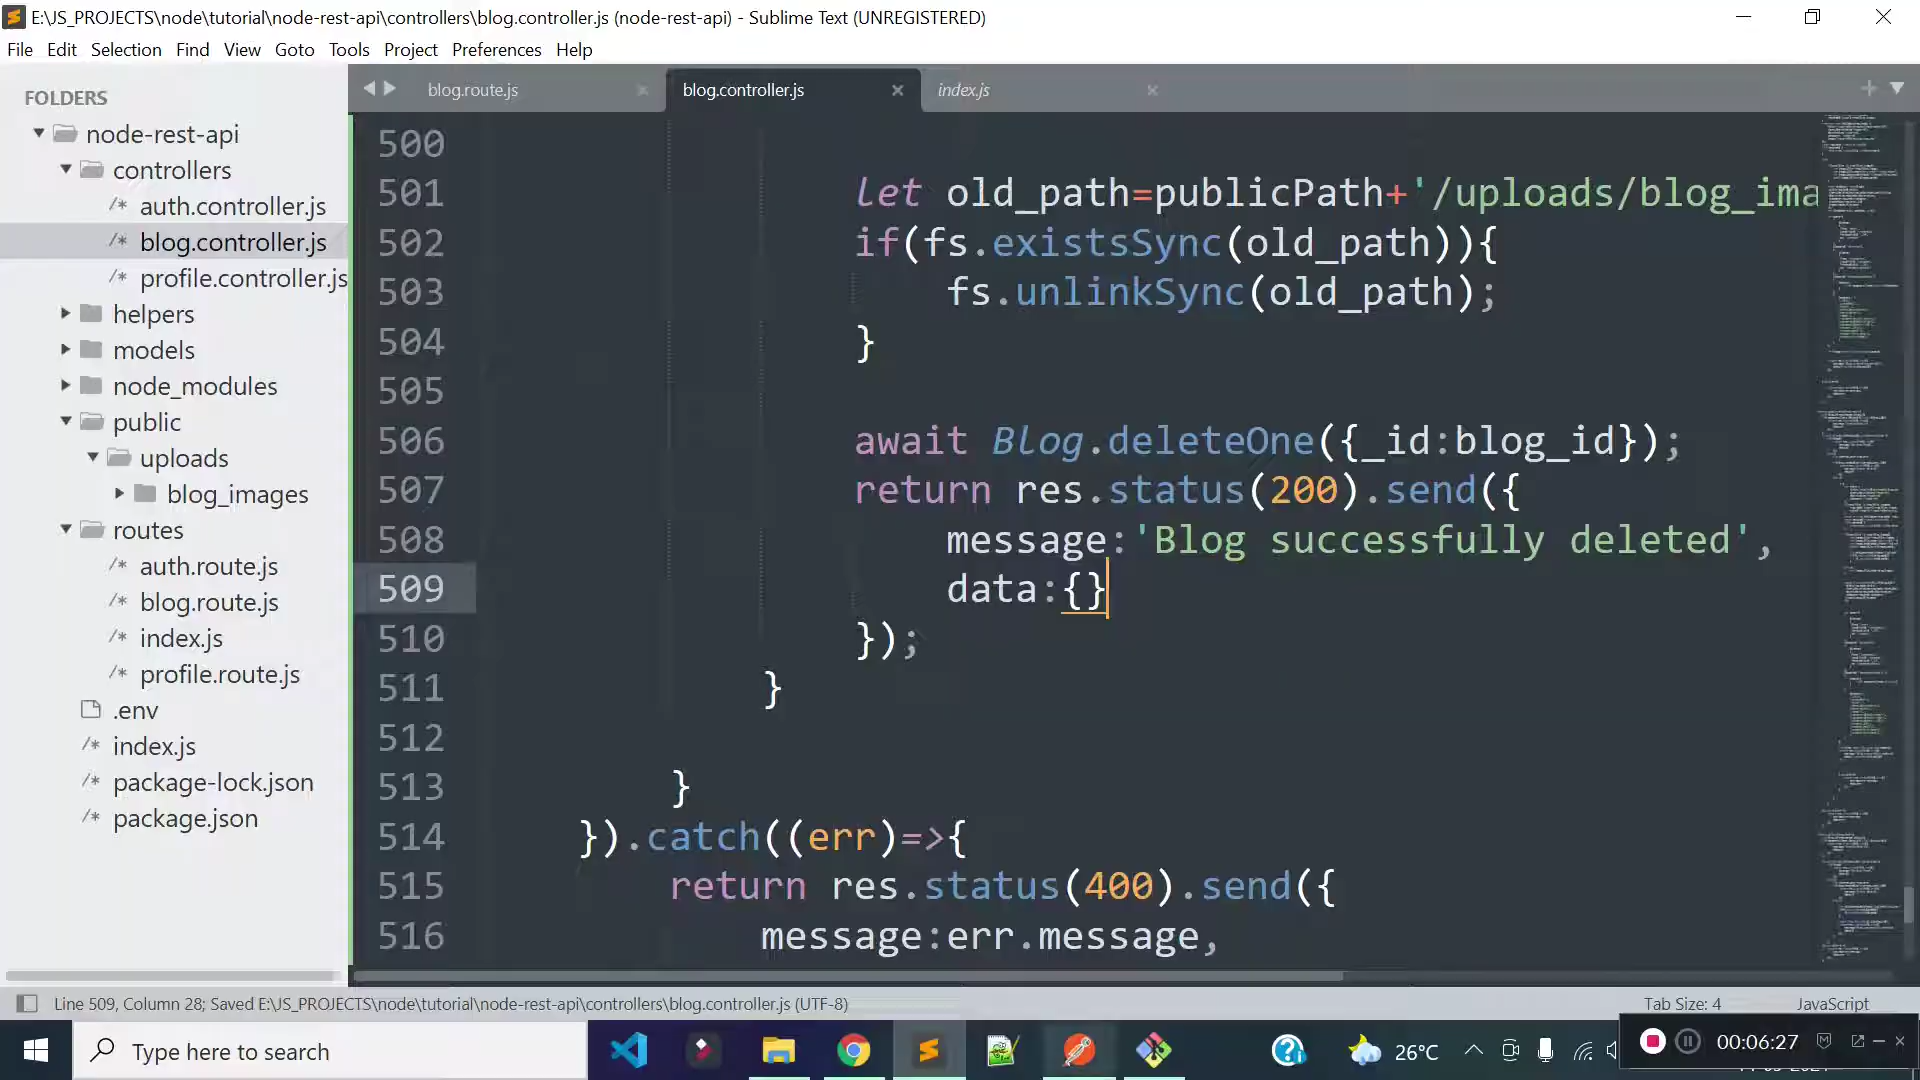 E:\JS_PROJECTS\node\tutorial\node-rest-api\controllers\blog.controller.js (node-rest-api) - Sublime Text (UNREGISTERED)
File Edit Selection Find View Goto Tools Project Preferences Help
FOLDERS
node-rest-api
controllers
/* auth.controller.js
/* blog.controller.js
/* profile.controller.js
helpers
models
node_modules
public
uploads
blog_images
routes
/* auth.route.js
/* blog.route.js
/* index.js
/* profile.route.js
.env
/* index.js
/* package-lock.json
/* package.json
blog.route.js
blog.controller.js
index.js
500
501 let old_path=publicPath+'/uploads/blog_ima
502 if(fs.existsSync(old_path)){
503 fs.unlinkSync(old_path);
504 }
505
506 await Blog.deleteOne({_id:blog_id});
507 return res.status(200).send({
508 message:'Blog successfully deleted',
509 data:{}
510 });
511 }
512
513 }
514 }).catch((err)=>{
515 return res.status(400).send({
516 message:err.message,
Line 509, Column 28; Saved E:\JS_PROJECTS\node\tutorial\node-rest-api\controllers\blog.controller.js (UTF-8)
Tab Size: 4
JavaScript
Type here to search
26°C
00:06:27